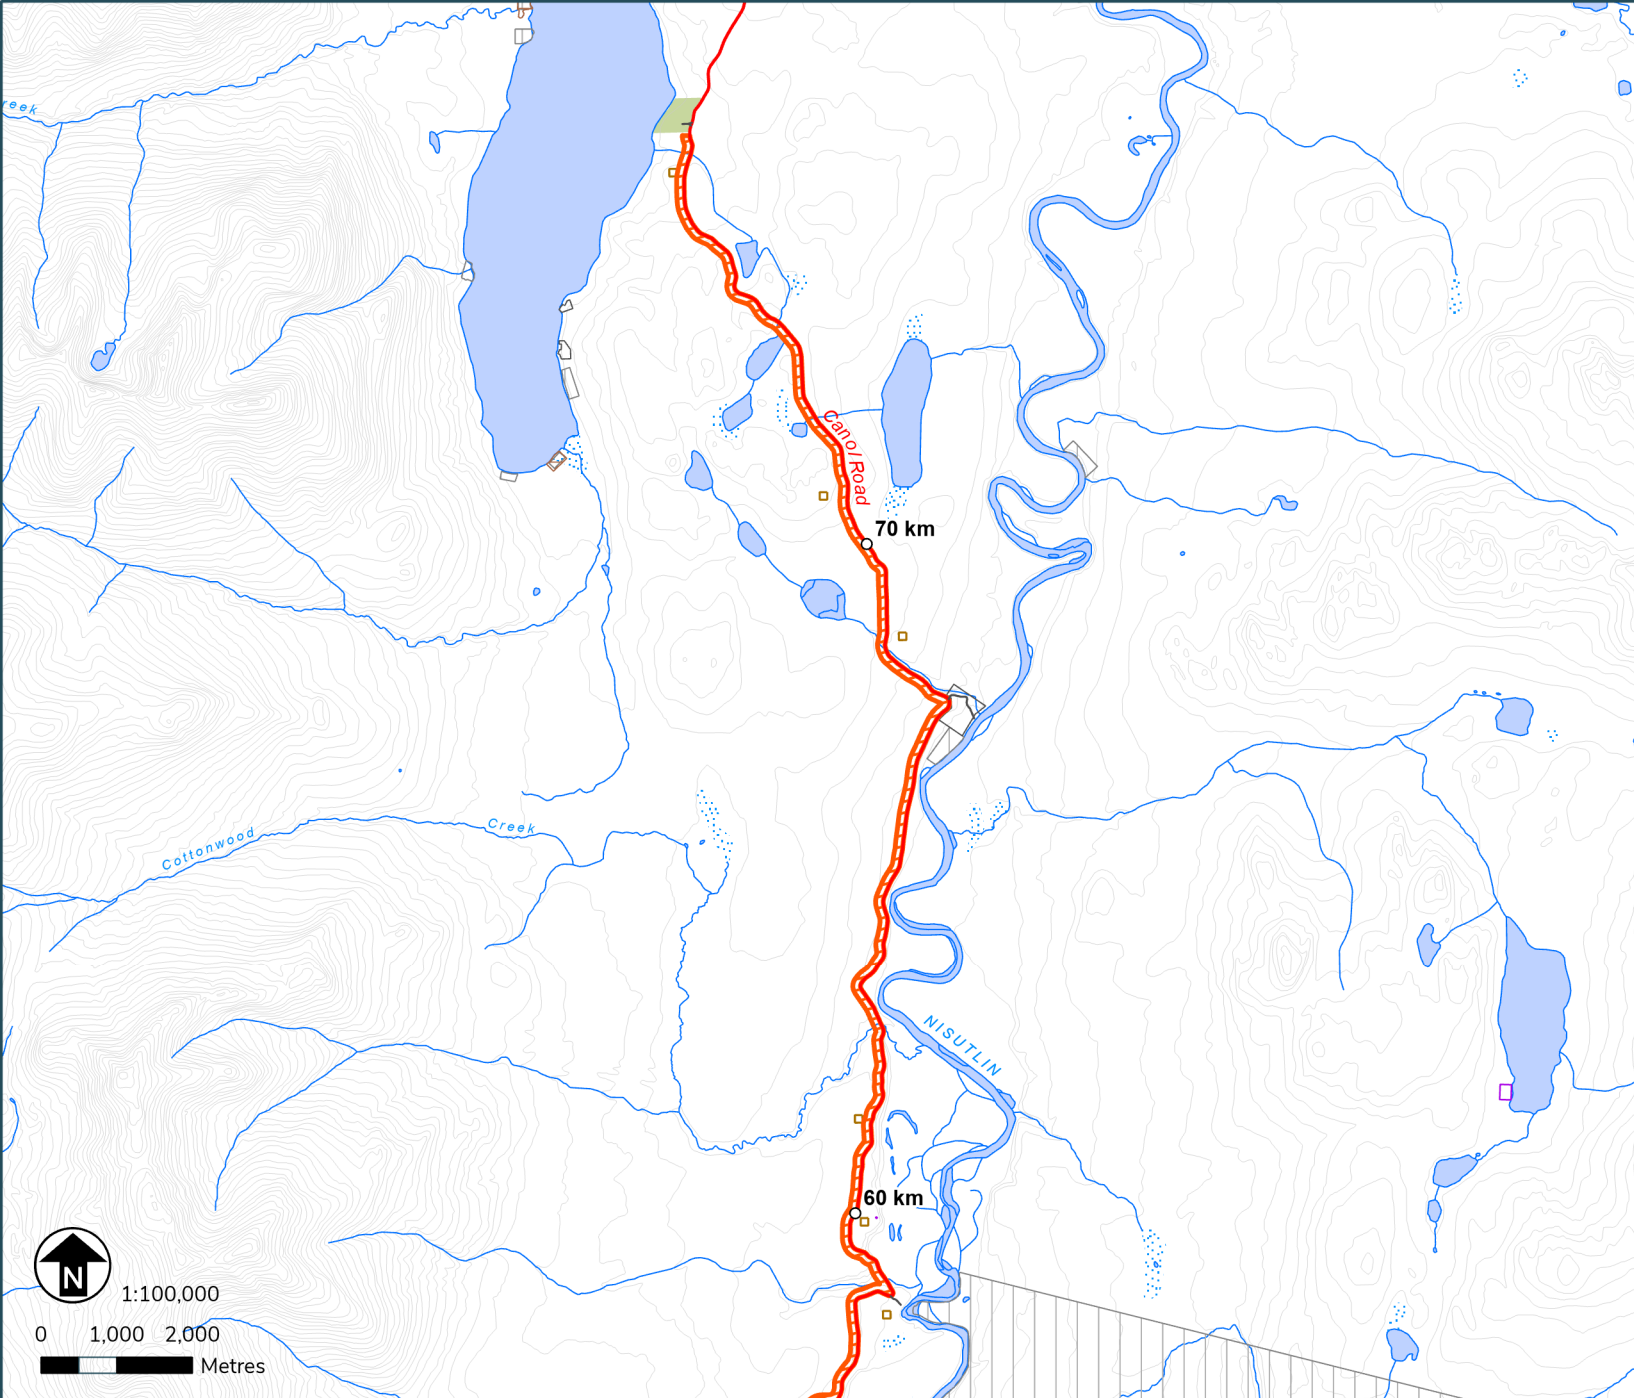 reek
Canol Road
70 km
Cottonwood
Creek
NISUTLIN
60 km
N
1:100,000
0 1,000 2,000
Metres